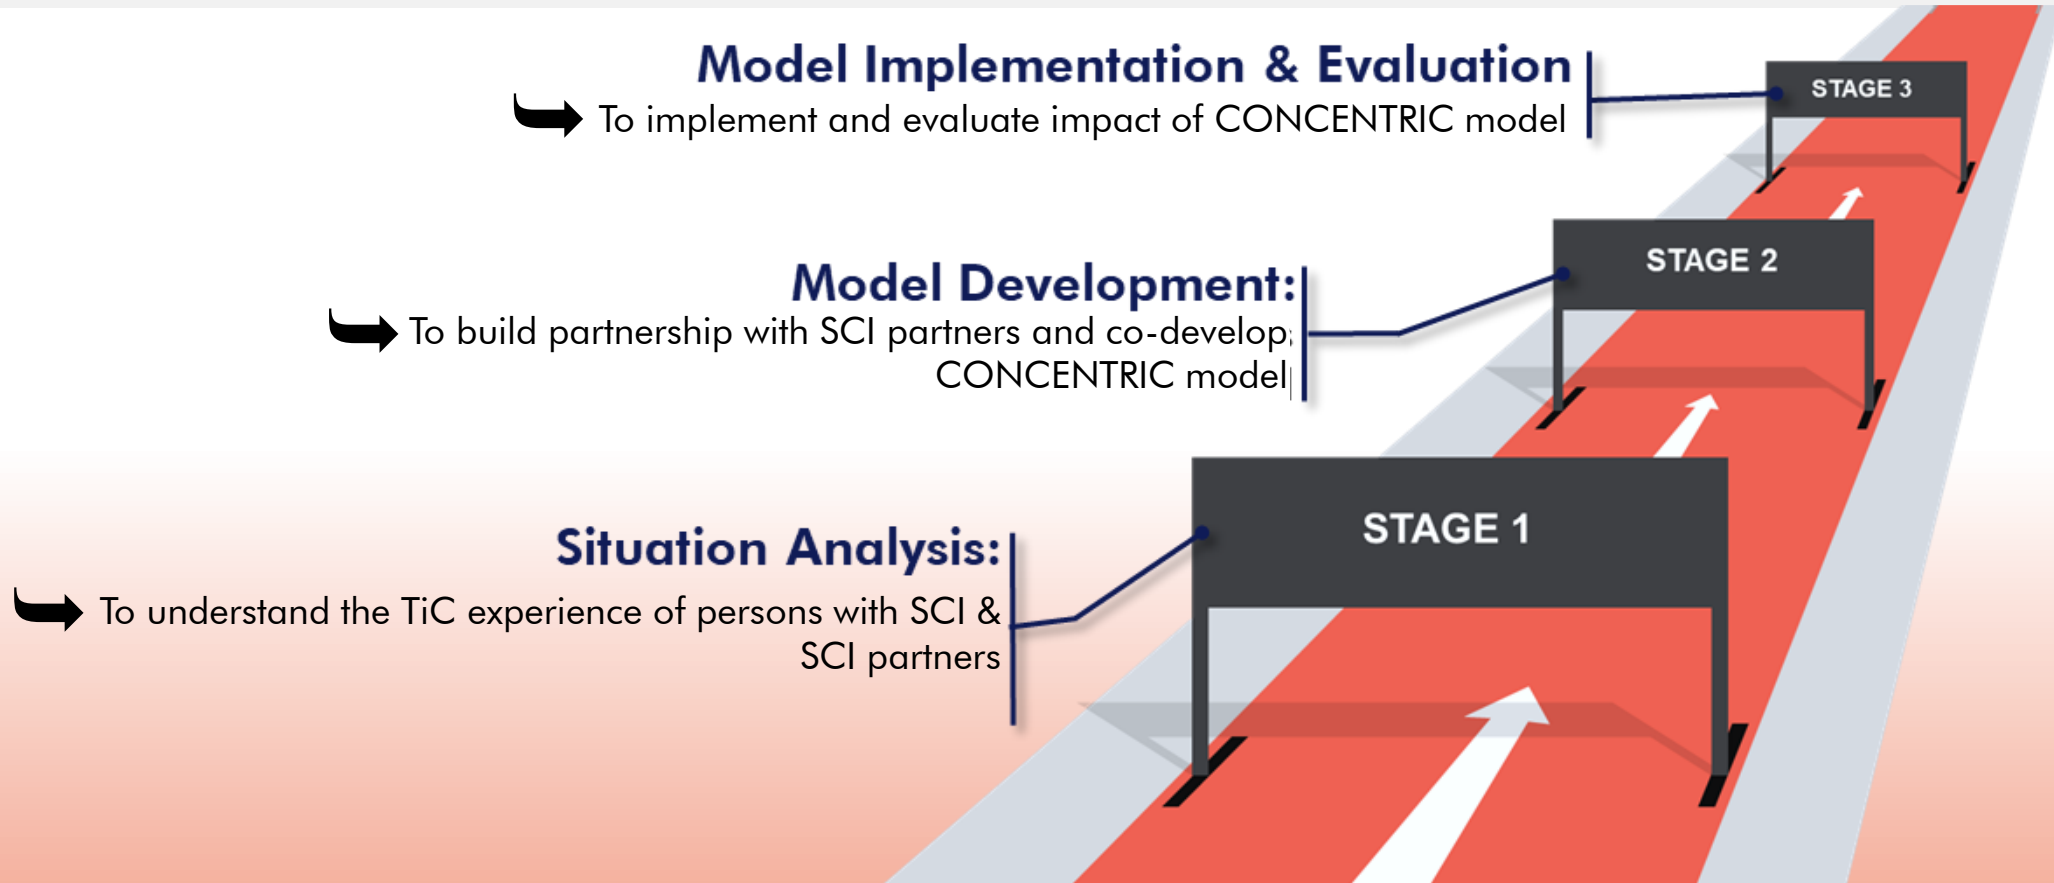 Model Implementation & Evaluation
To implement and evaluate impact of CONCENTRIC model
STAGE 3
Model Development:
To build partnership with SCI partners and co-develop
CONCENTRIC model
STAGE 2
Situation Analysis:
To understand the TiC experience of persons with SCI &
SCI partners
STAGE 1